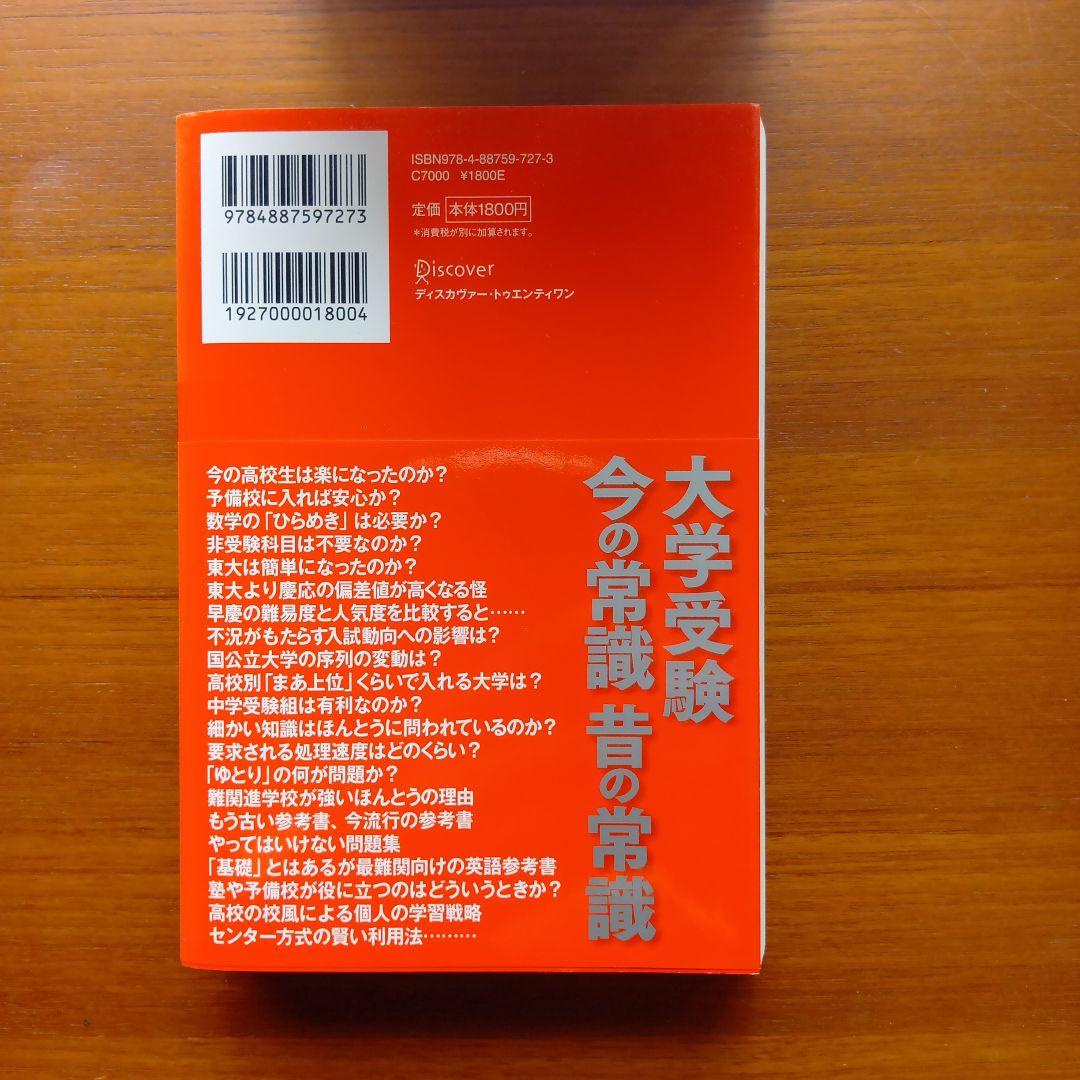 9784887597273
1927000018004
ISBN978-4-88759-727-3
C7000 ¥1800E
定価 本体1800円
*消費税が別に加算されます。
Discover
ディスカヴァー・トゥエンティワン
大学受験
今の常識 昔の常識
今の高校生は楽になったのか?
予備校に入れば安心か?
数学の「ひらめき」は必要か?
非受験科目は不要なのか?
東大は簡単になったのか?
東大より慶応の偏差値が高くなる怪
早慶の難易度と人気度を比較すると……
不況がもたらす入試動向への影響は?
国公立大学の序列の変動は?
高校別「まあ上位」くらいで入れる大学は?
中学受験組は有利なのか?
細かい知識はほんとうに問われているのか?
要求される処理速度はどのくらい?
「ゆとり」の何が問題か?
難関進学校が強いほんとうの理由
もう古い参考書、今流行の参考書
やってはいけない問題集
「基礎」とはあるが最難関向けの英語参考書
塾や予備校が役に立つのはどういうときか?
高校の校風による個人の学習戦略
センター方式の賢い利用法………